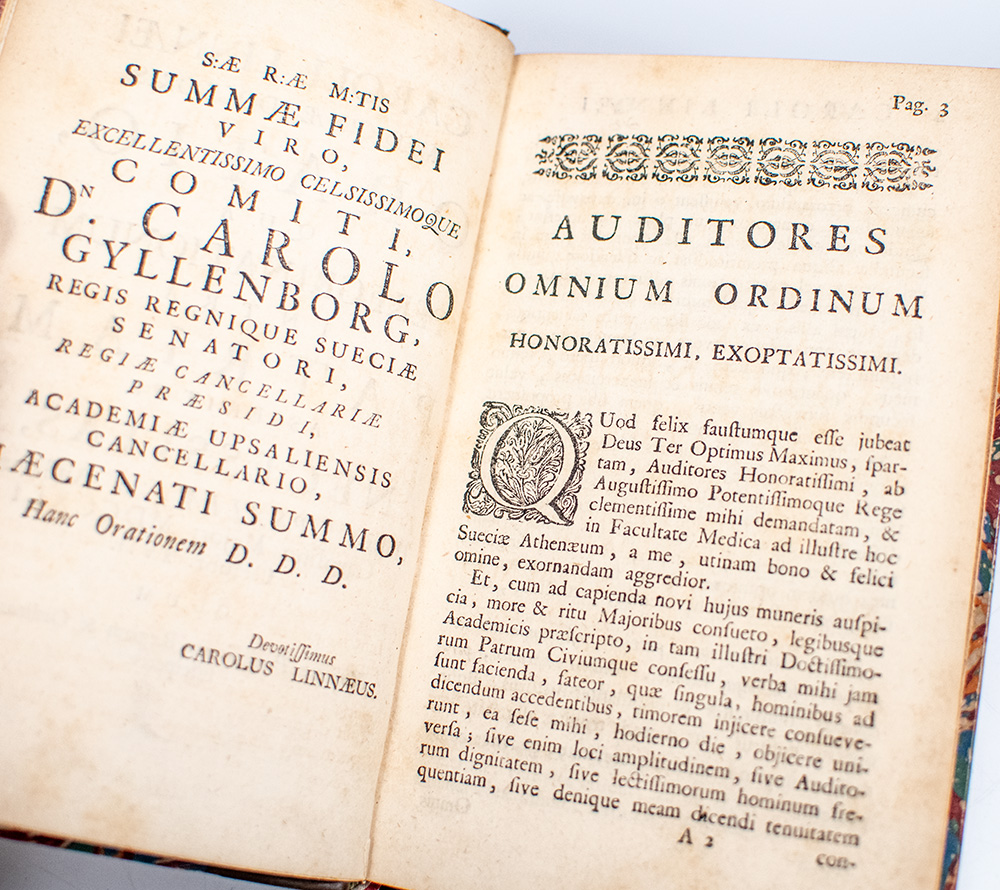 S:Æ R:Æ M:TIS
SUMMÆ FIDEI
VIRO,
EXCELLENTISSIMO CELSISSIMOQUE
COMITI,
DN. CAROLO
GYLLENBORG,
REGIS REGNIQUE SUECIÆ
SENATORI,
REGIÆ CANCELLARIÆ
PRÆSIDI,
ACADEMIÆ UPSALIENSIS
CANCELLARIO,
MÆCENATI SUMMO,
Hanc Orationem D. D. D.
Devotiſſimus
CAROLUS LINNÆUS.
Pag. 3
AUDITORES
OMNIUM ORDINUM
HONORATISSIMI, EXOPTATISSIMI.
QUod felix fauſtumque eſſe jubeat
Deus Ter Optimus Maximus, ſpar-
tam, Auditores Honoratiſſimi, ab
Auguſtiſſimo Potentiſſimoque Rege
clementiſſime mihi demandatam, &
in Facultate Medica ad illuſtre hoc
Sueciæ Athenæum, a me, utinam bono & felici
omine, exornandam aggredior.
Et, cum ad capienda novi hujus muneris auſpi-
cia, more & ritu Majoribus conſueto, legibusque
Academicis præſcripto, in tam illuſtri Doctiſſimo-
rum Patrum Civiumque conſeſſu, verba mihi jam
ſunt facienda, fateor, quæ ſingula, hominibus ad
dicendum accedentibus, timorem injicere conſueve-
runt, ea ſeſe mihi, hodierno die, objicere uni-
verſa; ſive enim loci amplitudinem, ſive Audito-
rum dignitatem, ſive lectiſſimorum hominum fre-
quentiam, ſive denique meam dicendi tenuitatem
A 2
con-